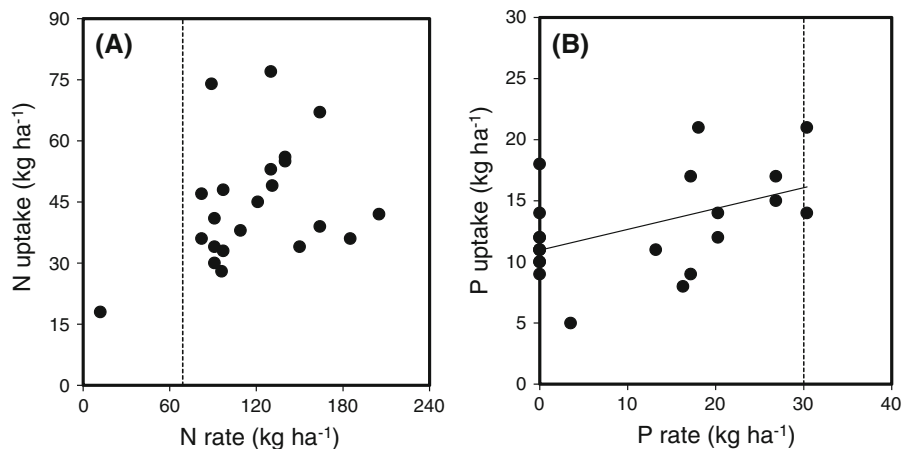 (A)
N uptake (kg ha⁻¹)
90
75
60
45
30
15
0
0 60 120 180 240
N rate (kg ha⁻¹)
(B)
P uptake (kg ha⁻¹)
30
25
20
15
10
5
0
0 10 20 30 40
P rate (kg ha⁻¹)